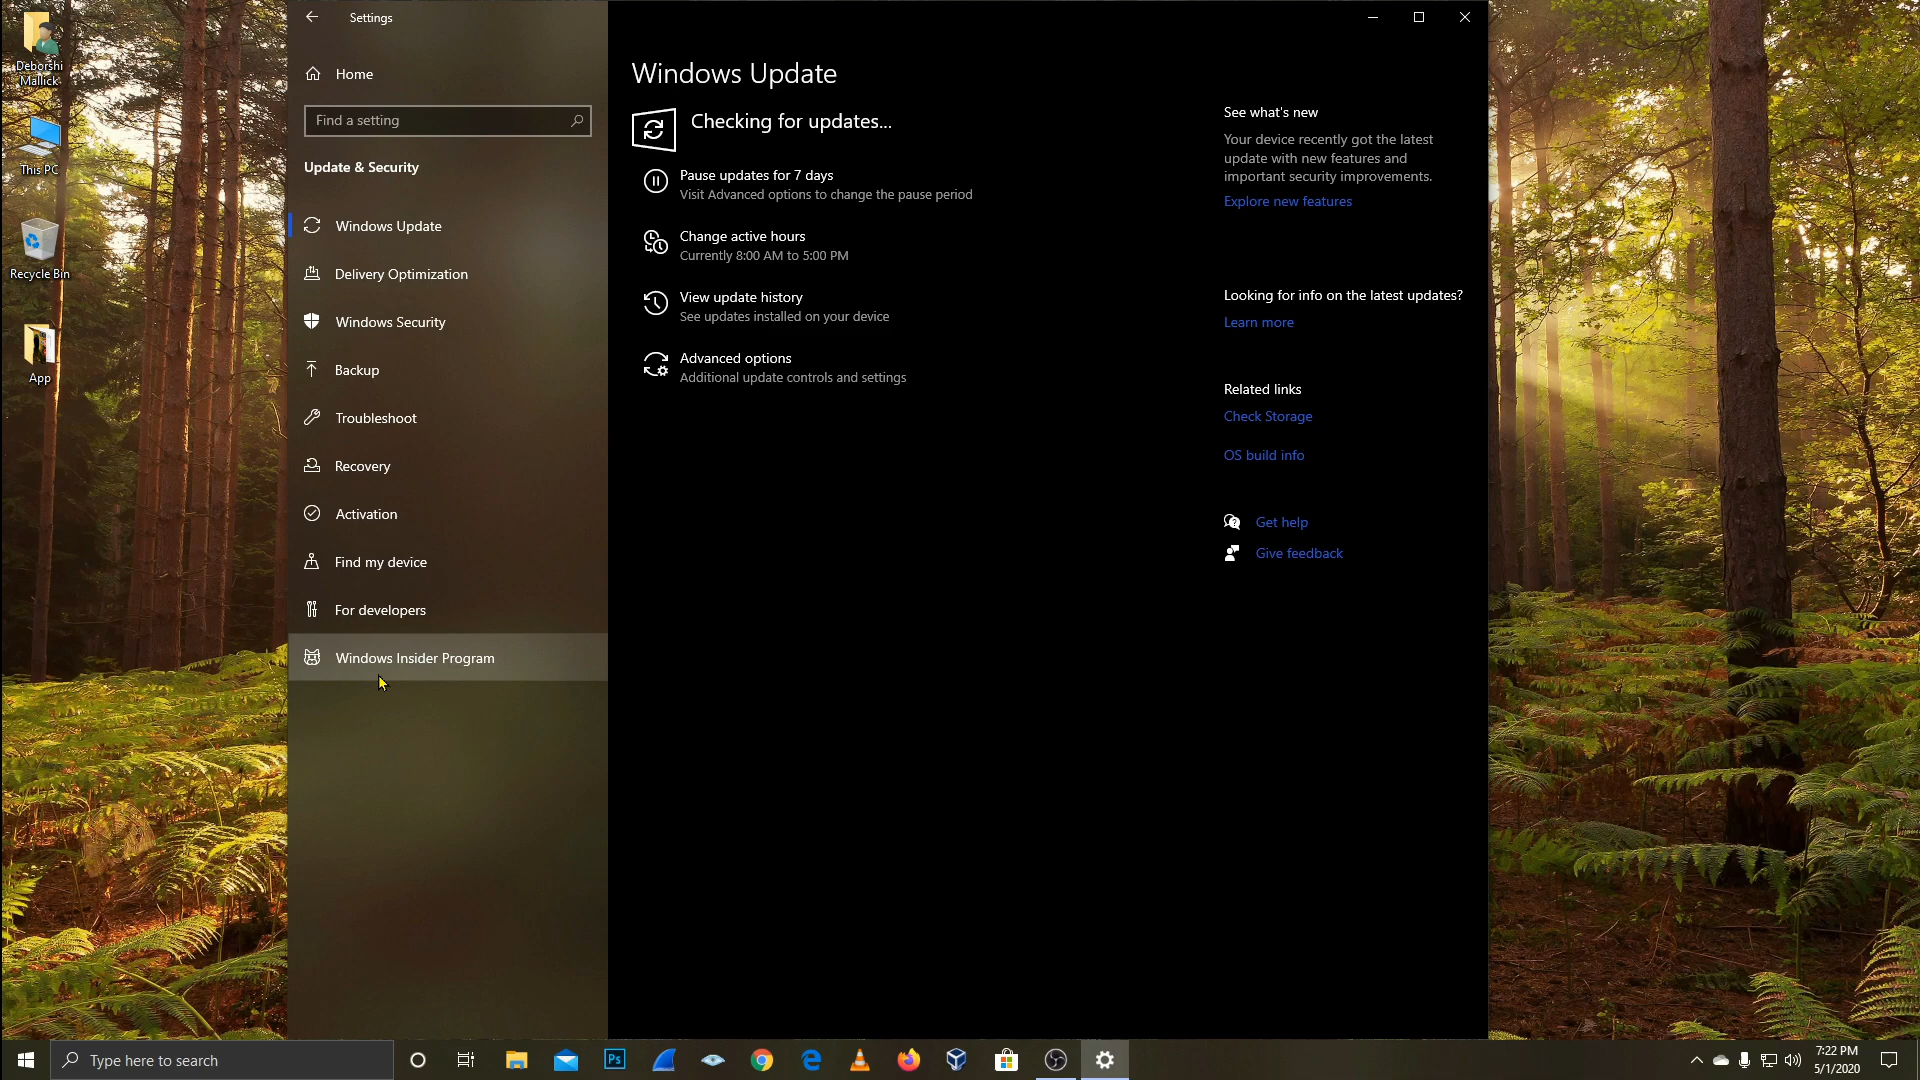 Deborshi
Mallick
This PC
Recycle Bin
App
Settings
Home
Find a setting
Update & Security
Windows Update
Delivery Optimization
Windows Security
Backup
Troubleshoot
Recovery
Activation
Find my device
For developers
Windows Insider Program
Windows Update
Checking for updates...
Pause updates for 7 days
Visit Advanced options to change the pause period
Change active hours
Currently 8:00 AM to 5:00 PM
View update history
See updates installed on your device
Advanced options
Additional update controls and settings
See what's new
Your device recently got the latest
update with new features and
important security improvements.
Explore new features
Looking for info on the latest updates?
Learn more
Related links
Check Storage
OS build info
Get help
Give feedback
Type here to search
Ps
7:22 PM
5/1/2020